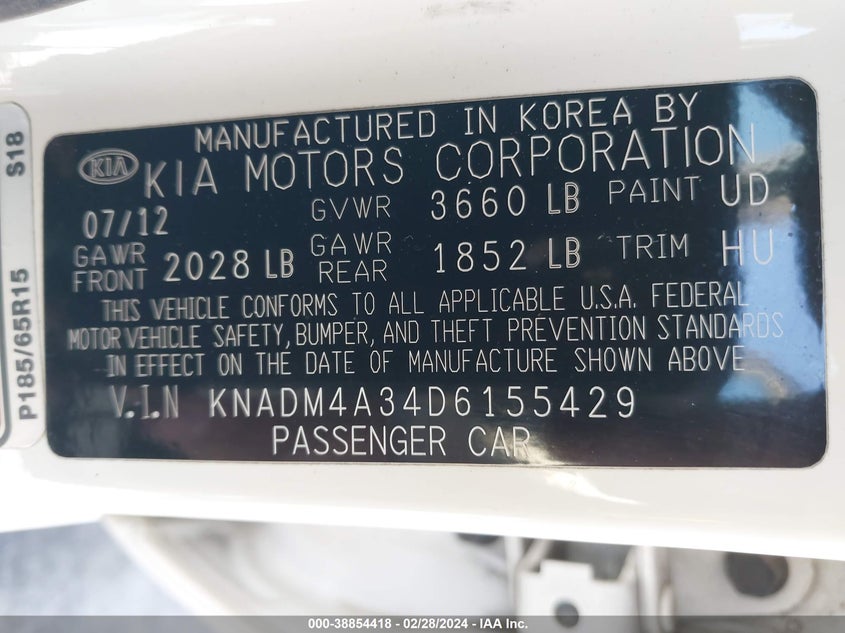 MANUFACTURED IN KOREA BY
KIA KIA MOTORS CORPORATION
07/12 GVWR 3660 LB PAINT UD
GAWR FRONT 2028 LB GAWR REAR 1852 LB TRIM HU
THIS VEHICLE CONFORMS TO ALL APPLICABLE U.S.A. FEDERAL
MOTOR VEHICLE SAFETY, BUMPER, AND THEFT PREVENTION STANDARDS
IN EFFECT ON THE DATE OF MANUFACTURE SHOWN ABOVE
V.I.N KNADM4A34D6155429
PASSENGER CAR
P185/65R15 S18
000-38854418 - 02/28/2024 - IAA Inc.